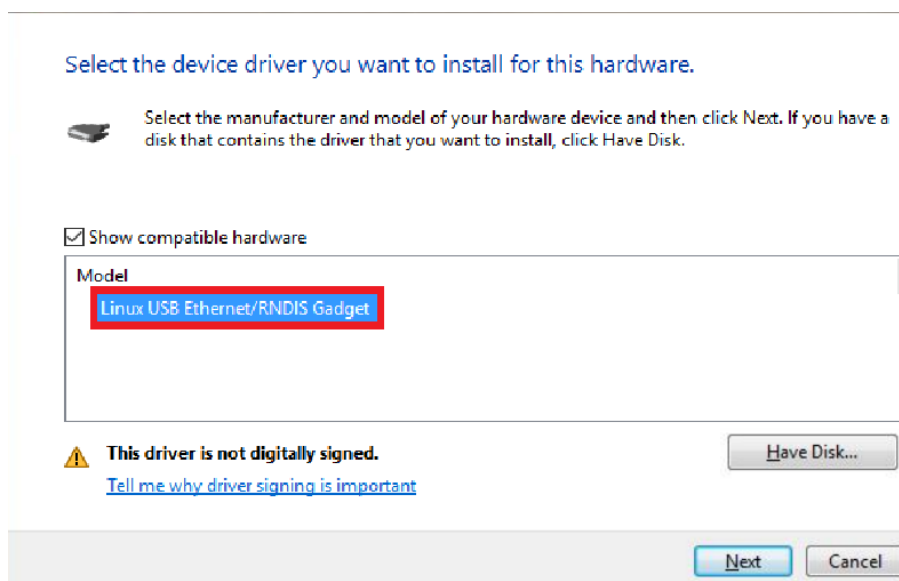 Select the device driver you want to install for this hardware.
Select the manufacturer and model of your hardware device and then click Next. If you have a
disk that contains the driver that you want to install, click Have Disk.
Show compatible hardware
Model
Linux USB Ethernet/RNDIS Gadget
This driver is not digitally signed.
Have Disk...
Tell me why driver signing is important
Next
Cancel